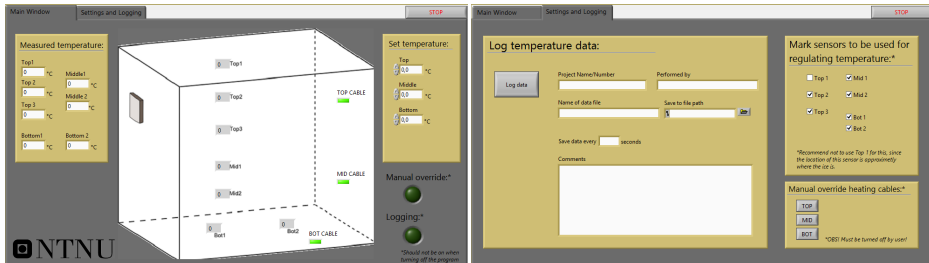 Main Window
Settings and Logging
STOP
Measured temperature:
Top1
0 °C
Top 2
0 °C
Top 3
0 °C
Middle1
0 °C
Middle 2
0 °C
Bottom1
0 °C
Bottom 2
0 °C
0 Top1
0 Top2
0 Top3
0 Mid1
0 Mid2
0
Bot1
0
Bot2
TOP CABLE
MID CABLE
BOT CABLE
NTNU
Set temperature:
Top
0,0 °C
Middle
0,0 °C
Bottom
0,0 °C
Manual override:*
Logging:*
*Should not be on when
turning off the program
Main Window
Settings and Logging
STOP
Log temperature data:
Log data
Project Name/Number
Performed by
Name of data file
Save to file path
Save data every seconds
Comments
Mark sensors to be used for
regulating temperature:*
Top 1
Mid 1
Top 2
Mid 2
Top 3
Bot 1
Bot 2
*Recommend not to use Top 1 for this, since
the location of this sensor is approximetly
where the ice is.
Manual override heating cables:*
TOP
MID
BOT
*OBS! Must be turned off by user!